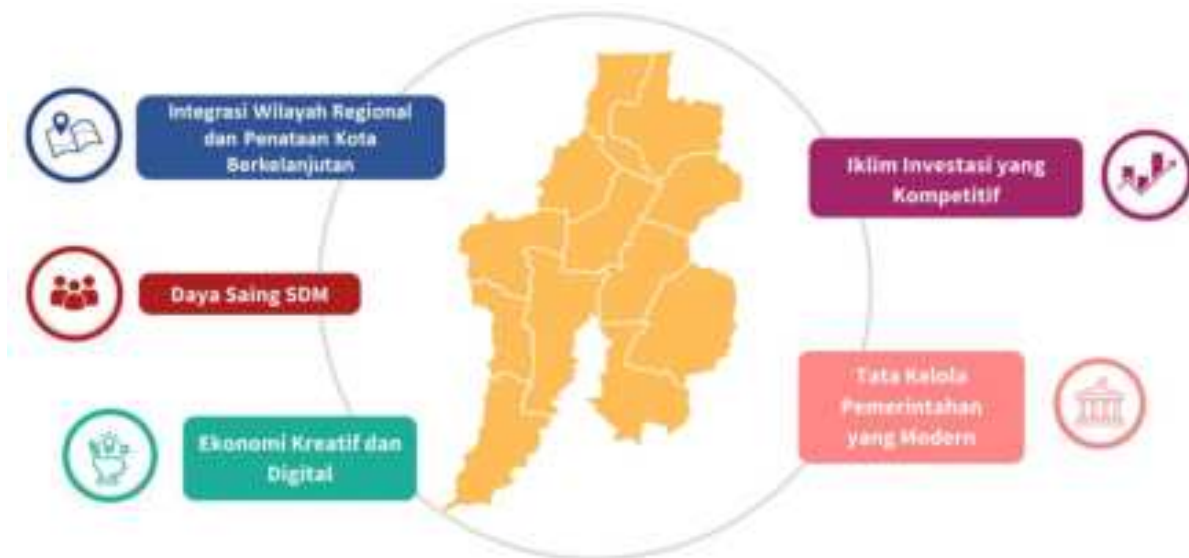 Integrasi Wilayah Regional
dan Penataan Kota
Berkelanjutan
Daya Saing SDM
Ekonomi Kreatif dan
Digital
Iklim Investasi yang
Kompetitif
Tata Kelola
Pemerintahan
yang Modern